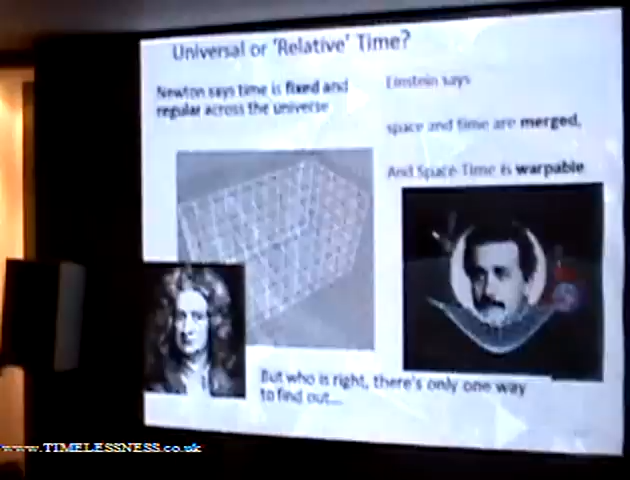 Universal or 'Relative' Time?
Newton says time is fixed and
regular across the universe
Einstein says
space and time are merged,
And Space-Time is warpable
But who is right, there's only one way
to find out...
www.TIMELESSNESS.co.uk